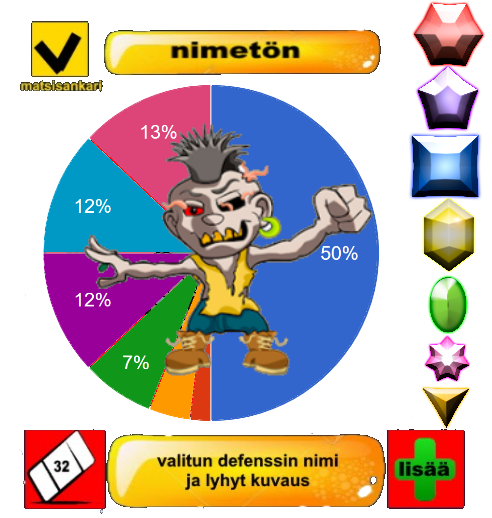 nimetön
matsisankari
13%
12%
50%
12%
7%
32
valitun defenssin nimi
ja lyhyt kuvaus
lisää